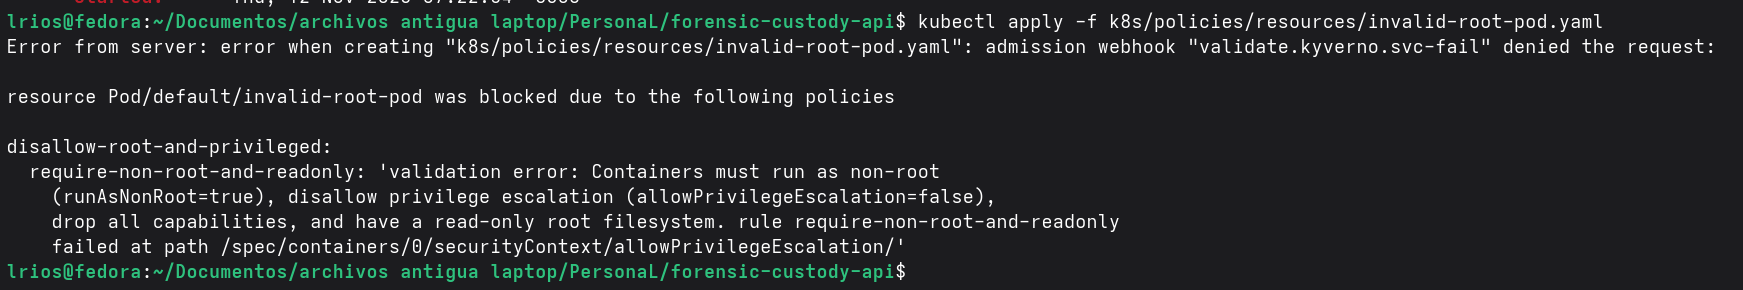 lrios@fedora:~/Documentos/archivos antigua laptop/PersonaL/forensic-custody-api$ kubectl apply -f k8s/policies/resources/invalid-root-pod.yaml
Error from server: error when creating "k8s/policies/resources/invalid-root-pod.yaml": admission webhook "validate.kyverno.svc-fail" denied the request:
resource Pod/default/invalid-root-pod was blocked due to the following policies
disallow-root-and-privileged:
  require-non-root-and-readonly: 'validation error: Containers must run as non-root
    (runAsNonRoot=true), disallow privilege escalation (allowPrivilegeEscalation=false),
    drop all capabilities, and have a read-only root filesystem. rule require-non-root-and-readonly
    failed at path /spec/containers/0/securityContext/allowPrivilegeEscalation/'
lrios@fedora:~/Documentos/archivos antigua laptop/PersonaL/forensic-custody-api$